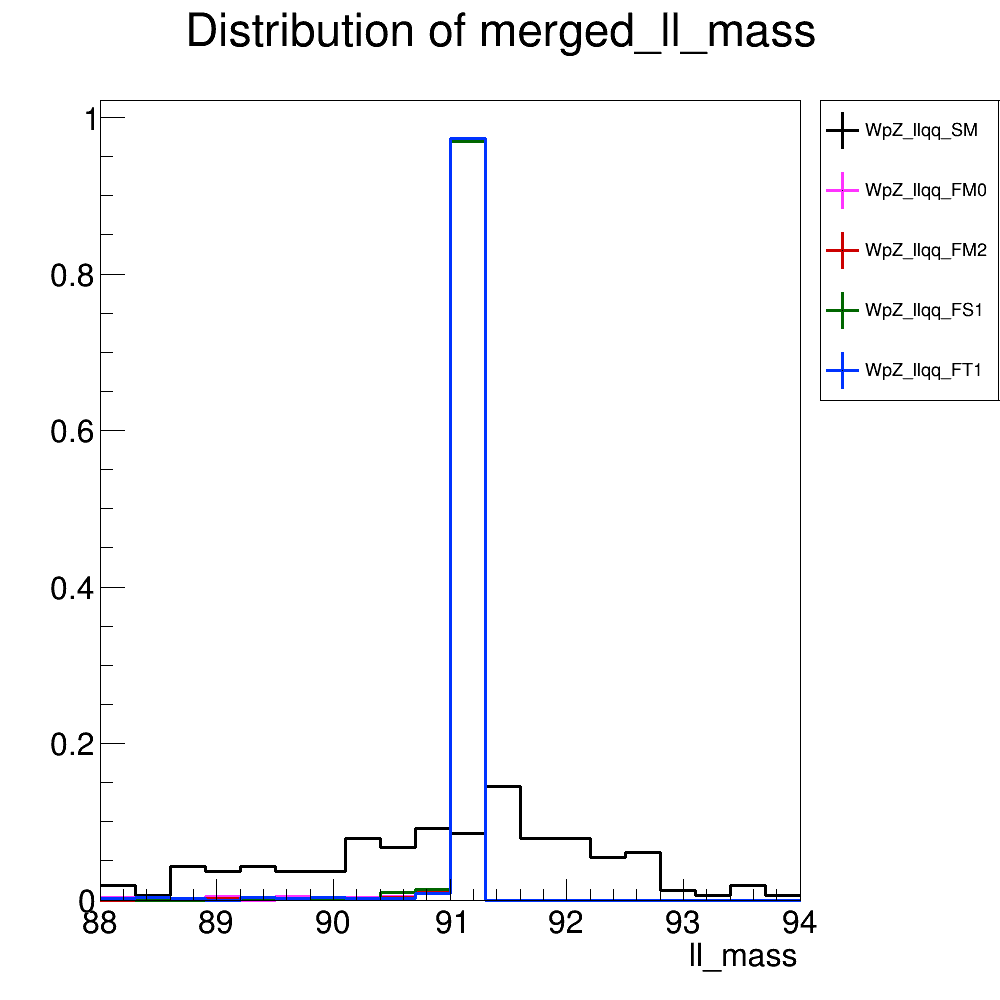 Distribution of merged_ll_mass
1
0.8
0.6
0.4
0.2
0
88 89 90 91 92 93 94
ll_mass
WpZ_llqq_SM
WpZ_llqq_FM0
WpZ_llqq_FM2
WpZ_llqq_FS1
WpZ_llqq_FT1